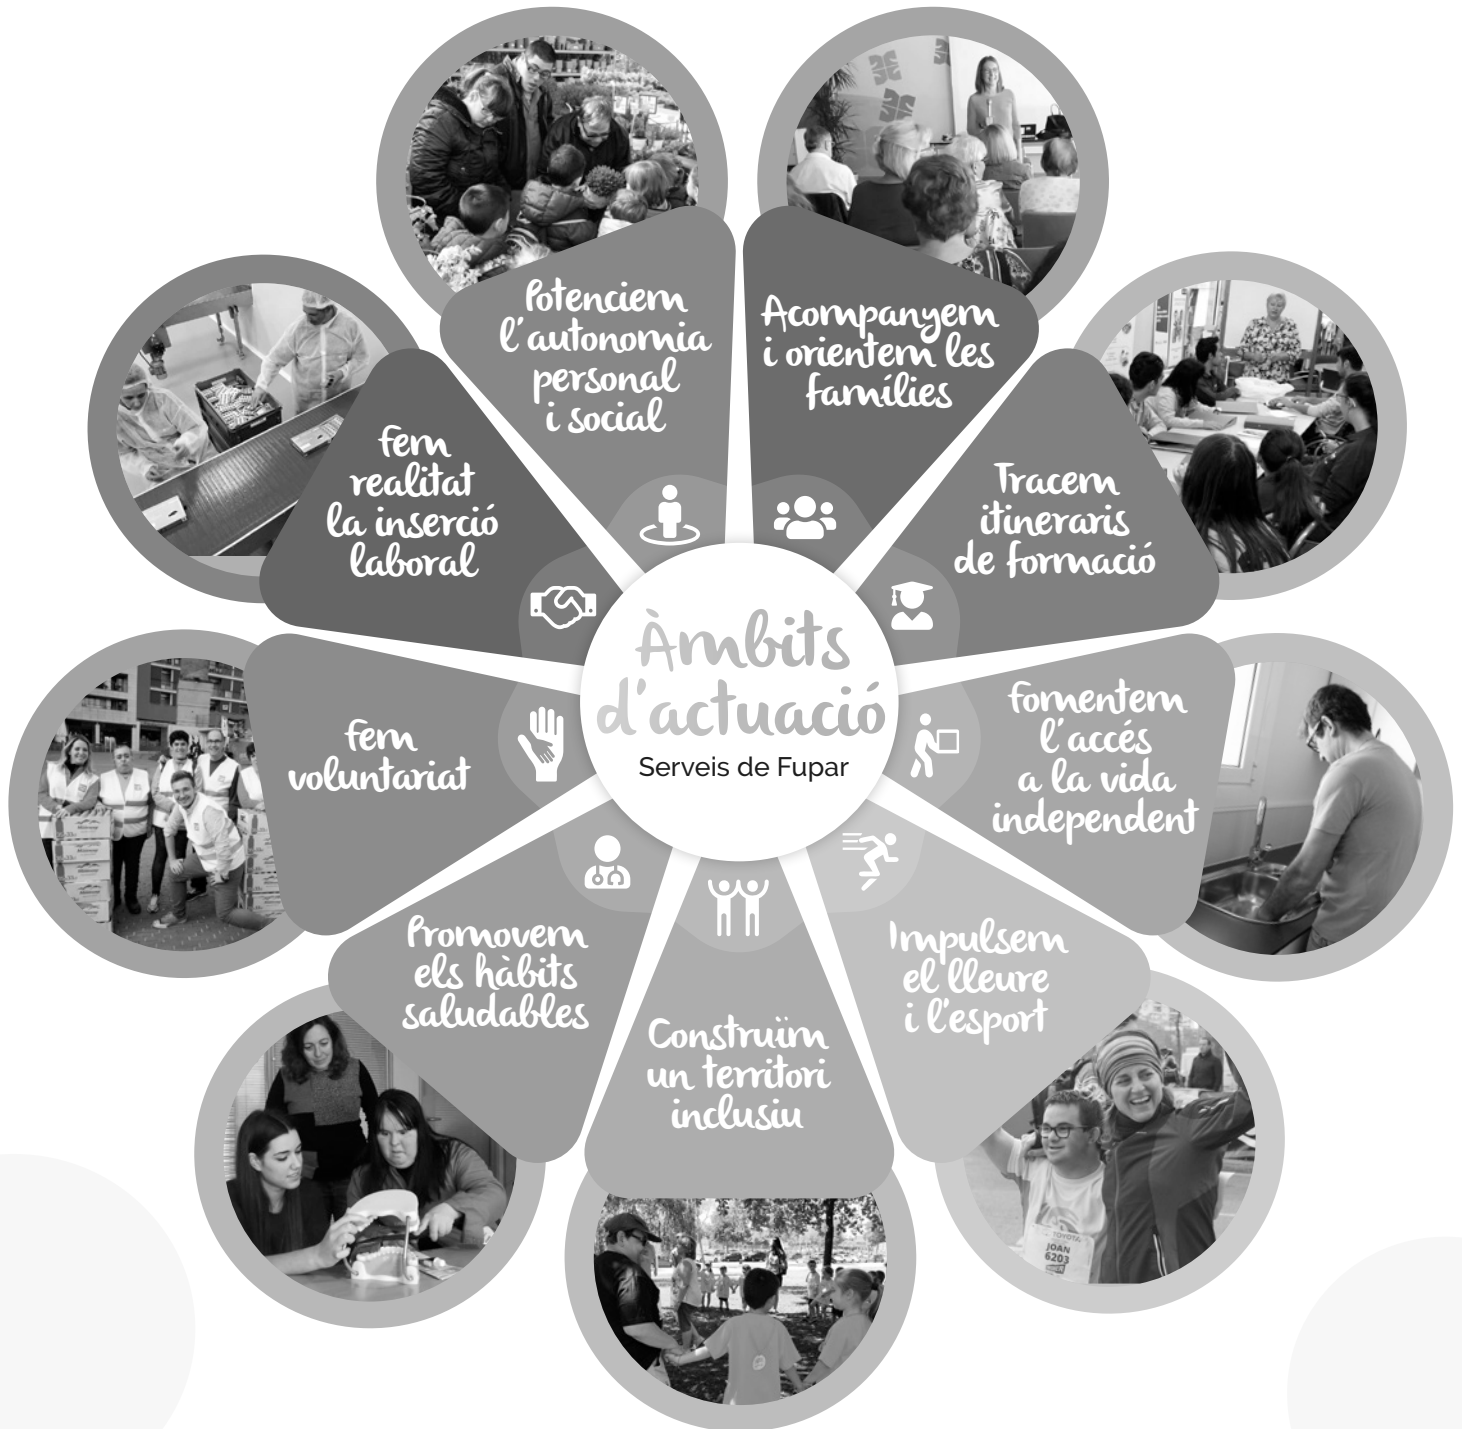 Potenciem
l'autonomia
personal
i social
Acompanyem
i orientem les
famílies
Tracem
itineraris
de formació
Fomentem
l'accés
a la vida
independent
Impulsem
el lleure
i l'esport
Construïm
un territori
inclusiu
Promovem
els hàbits
saludables
Fem
voluntariat
Fem
realitat
la inserció
laboral
Àmbits
d'actuació
Serveis de Fupar
TOYOTA
JOAN
6203